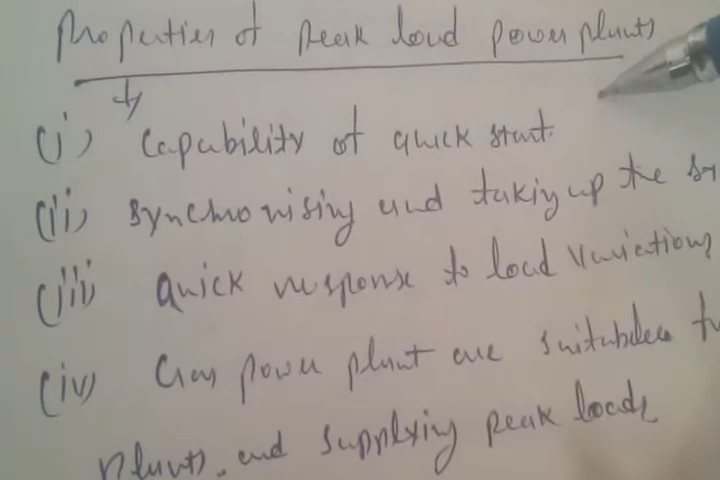 Properties of peak load power plants
(i) Capability of quick start.
(ii) synchronising and taking up the
(iii) quick response to load variations
(iv) Gas power plant are suitables
plants. and supplying peak loads